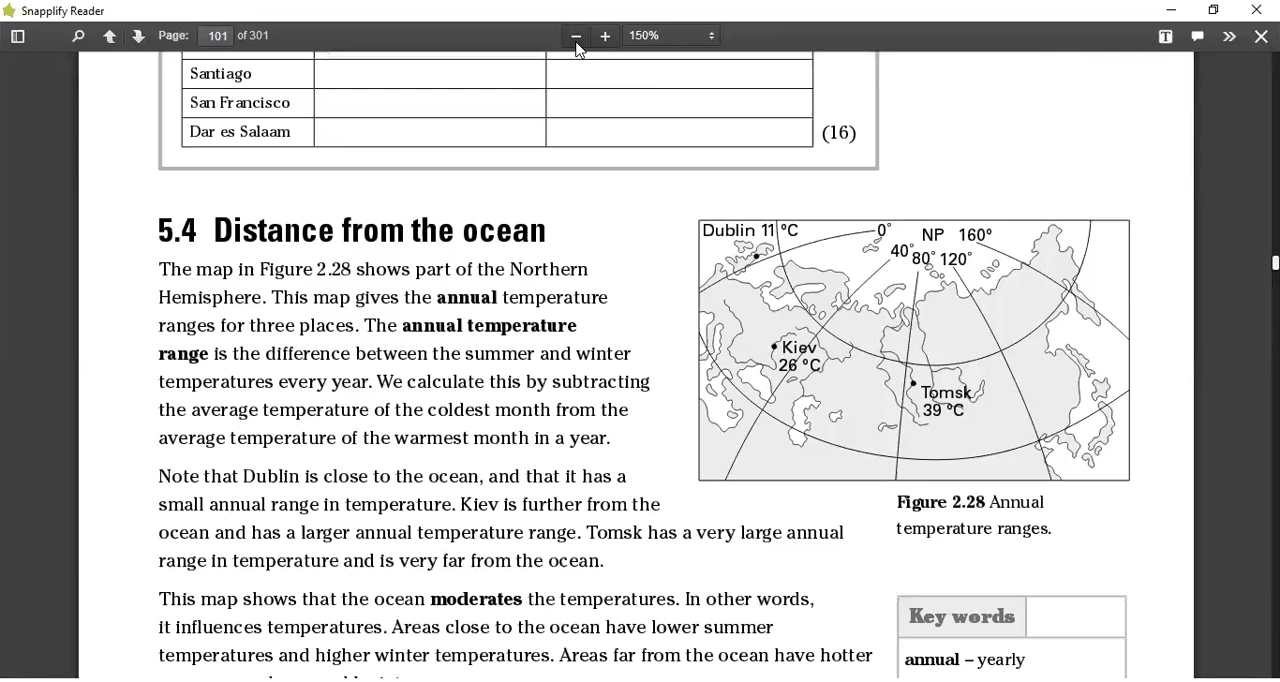 Snapplify Reader
Page: 101 of 301
150%
Santiago
San Francisco
Dar es Salaam
(16)
5.4 Distance from the ocean
The map in Figure 2.28 shows part of the Northern
Hemisphere. This map gives the annual temperature
ranges for three places. The annual temperature
range is the difference between the summer and winter
temperatures every year. We calculate this by subtracting
the average temperature of the coldest month from the
average temperature of the warmest month in a year.
Note that Dublin is close to the ocean, and that it has a
small annual range in temperature. Kiev is further from the
ocean and has a larger annual temperature range. Tomsk has a very large annual
range in temperature and is very far from the ocean.
This map shows that the ocean moderates the temperatures. In other words,
it influences temperatures. Areas close to the ocean have lower summer
temperatures and higher winter temperatures. Areas far from the ocean have hotter
Dublin 11 °C
0°
NP
160°
40°
80°
120°
Kiev
26 °C
Tomsk
39 °C
Figure 2.28 Annual
temperature ranges.
Key words
annual – yearly